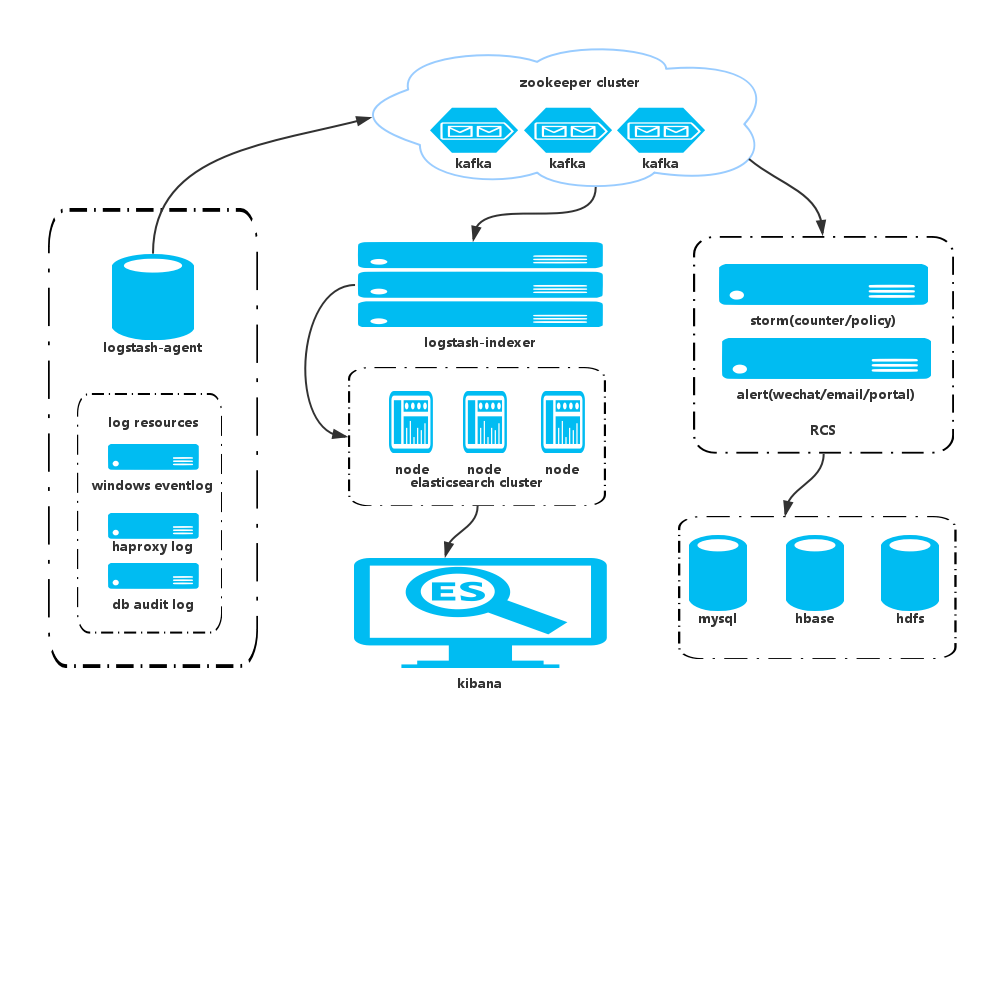 zookeeper cluster
kafka
kafka
kafka
logstash-agent
log resources
windows eventlog
haproxy log
db audit log
logstash-indexer
node
node
node
elasticsearch cluster
ES
kibana
storm(counter/policy)
alert(wechat/email/portal)
RCS
mysql
hbase
hdfs